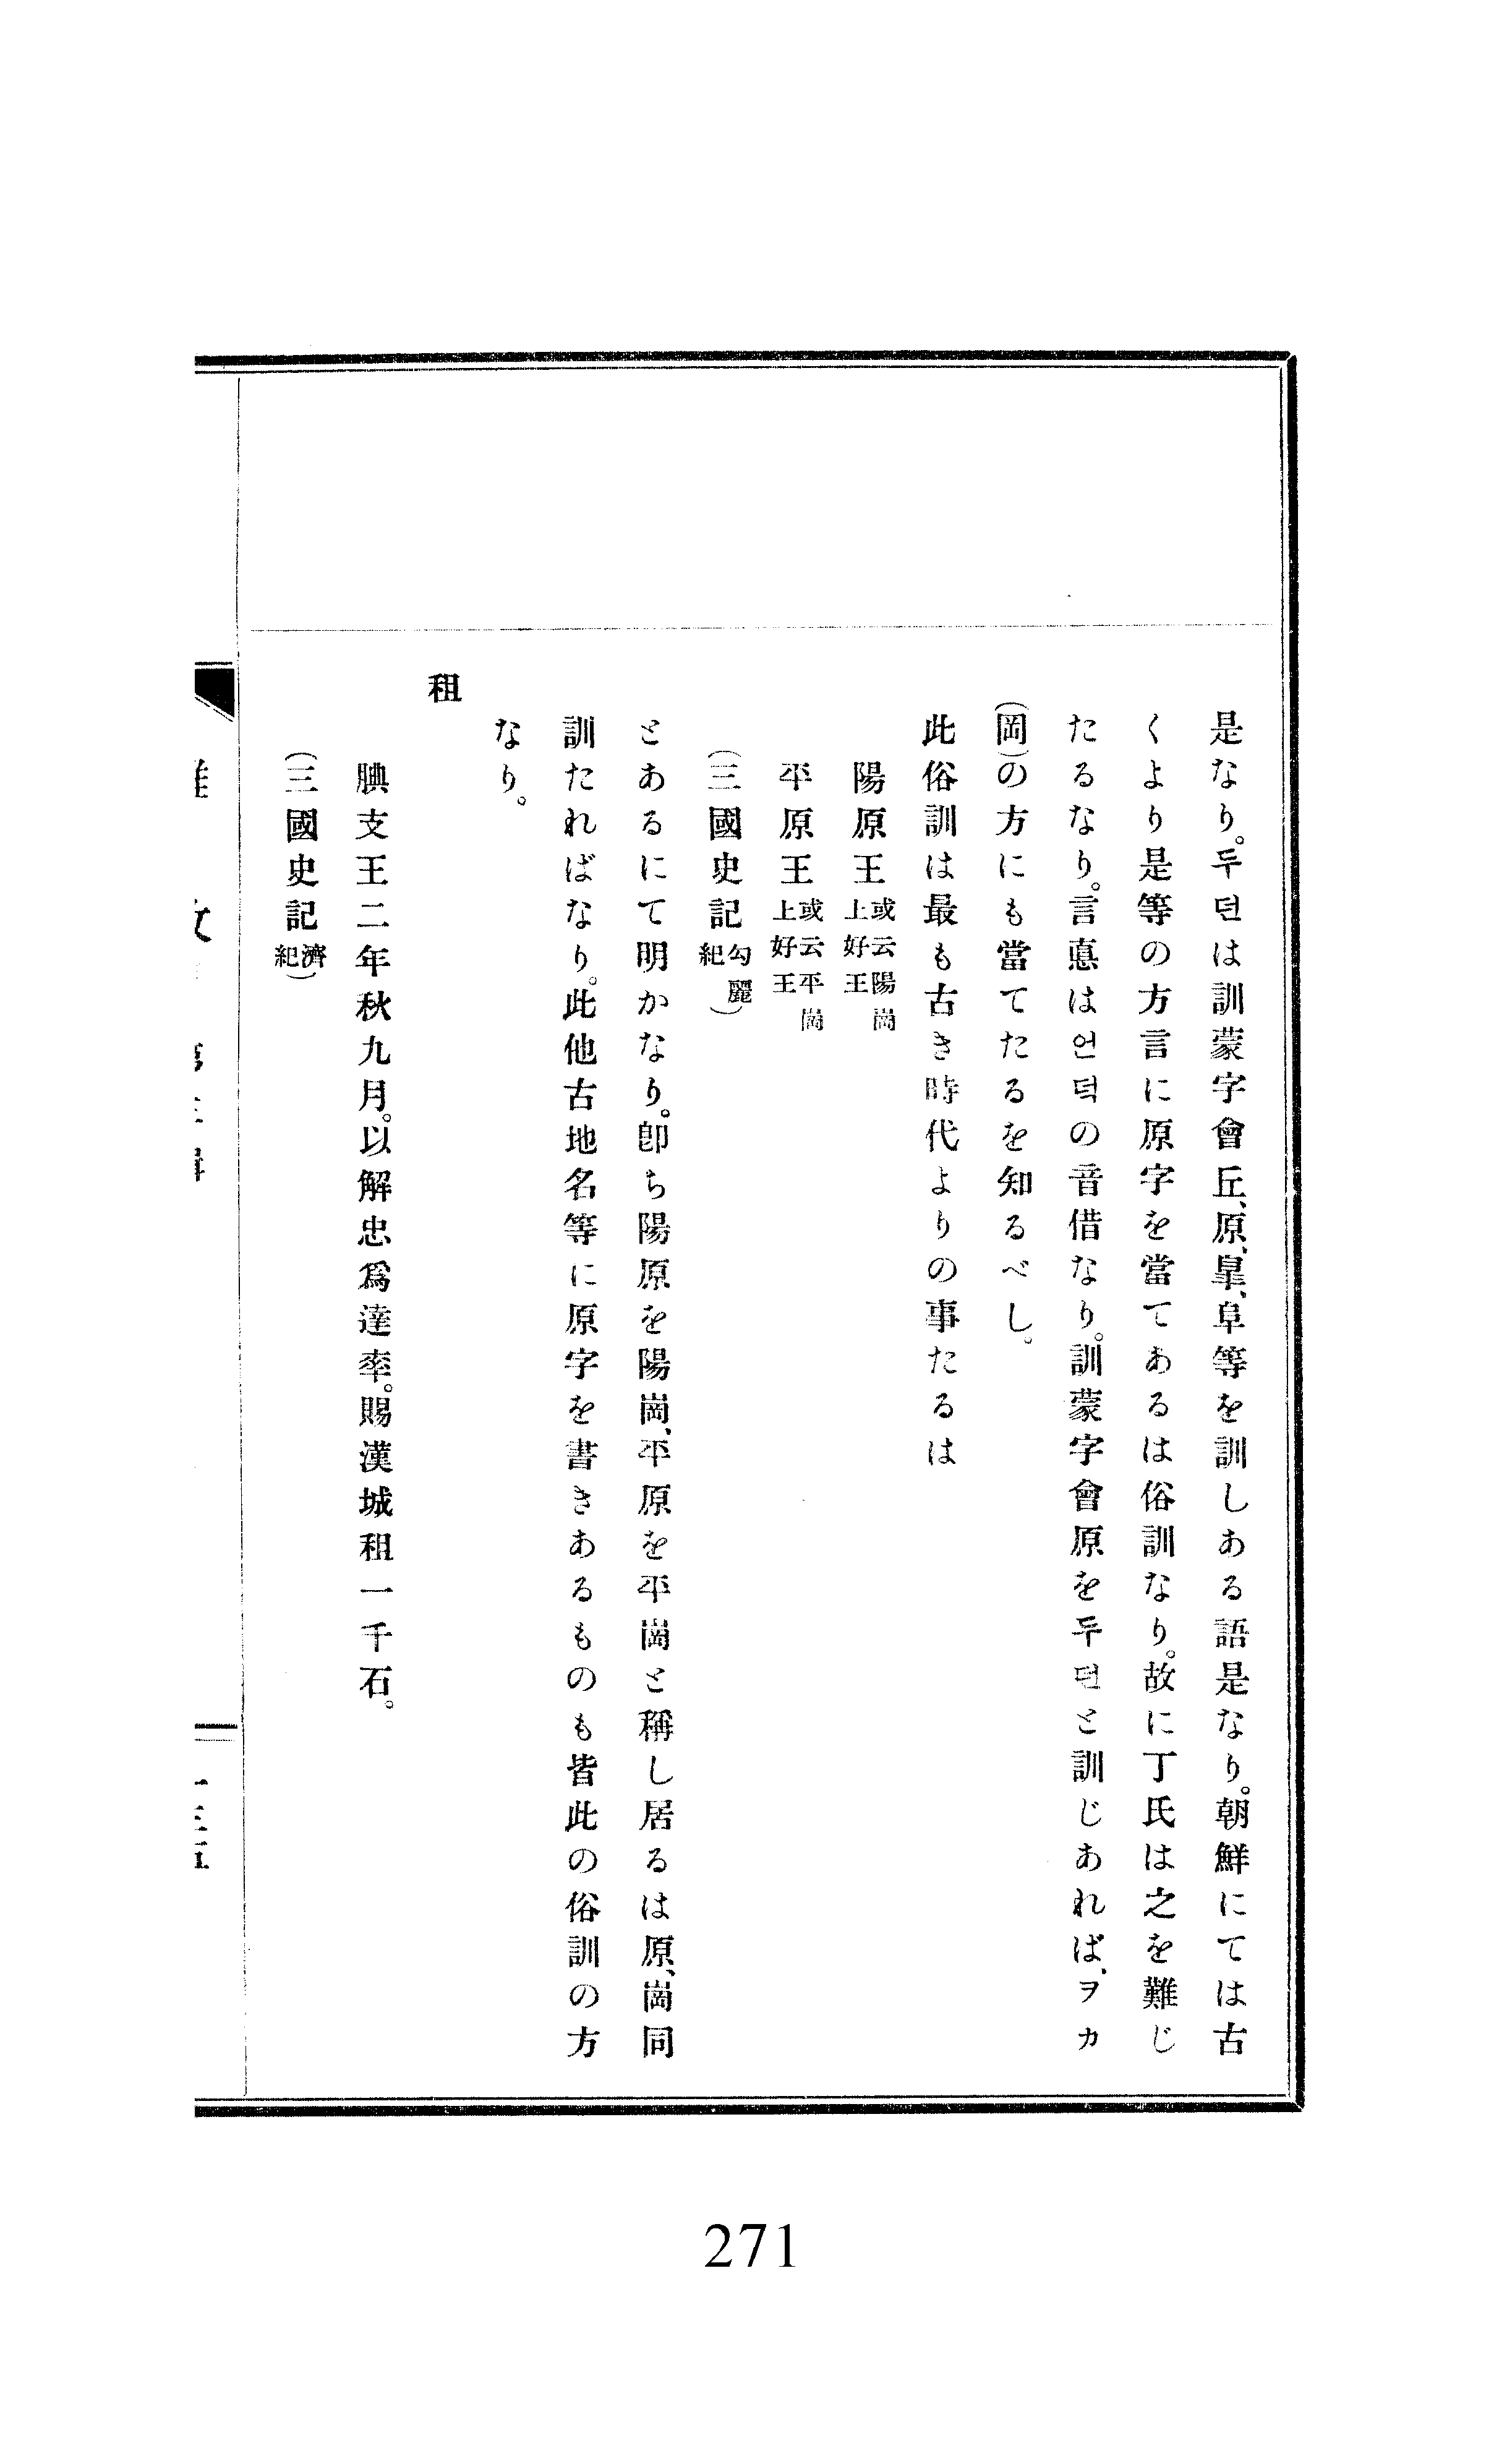 是なり。두던は訓蒙字會丘、原、皐、阜等を訓しある語是なり。朝鮮にては古
くより是等の方言に原字を當てあるは俗訓なり。故に丁氏は之を難じ
たるなり。言悳は언덕の音借なり。訓蒙字會原を두던と訓じあれば、ヲカ
(岡)の方にも當てたるを知るべし。
此俗訓は最も古き時代よりの事たるは
陽原王或云陽崗上好王
平原王或云平崗上好王
(三國史記勾麗紀)
とあるにて明かなり。卽ち陽原を陽崗、平原を平崗と稱し居るは原、崗同
訓たればなり。此他古地名等に原字を書きあるものも皆此の俗訓の方
なり。
租
腆支王二年秋九月。以解忠爲達率。賜漢城租一千石。
(三國史記濟紀)
271